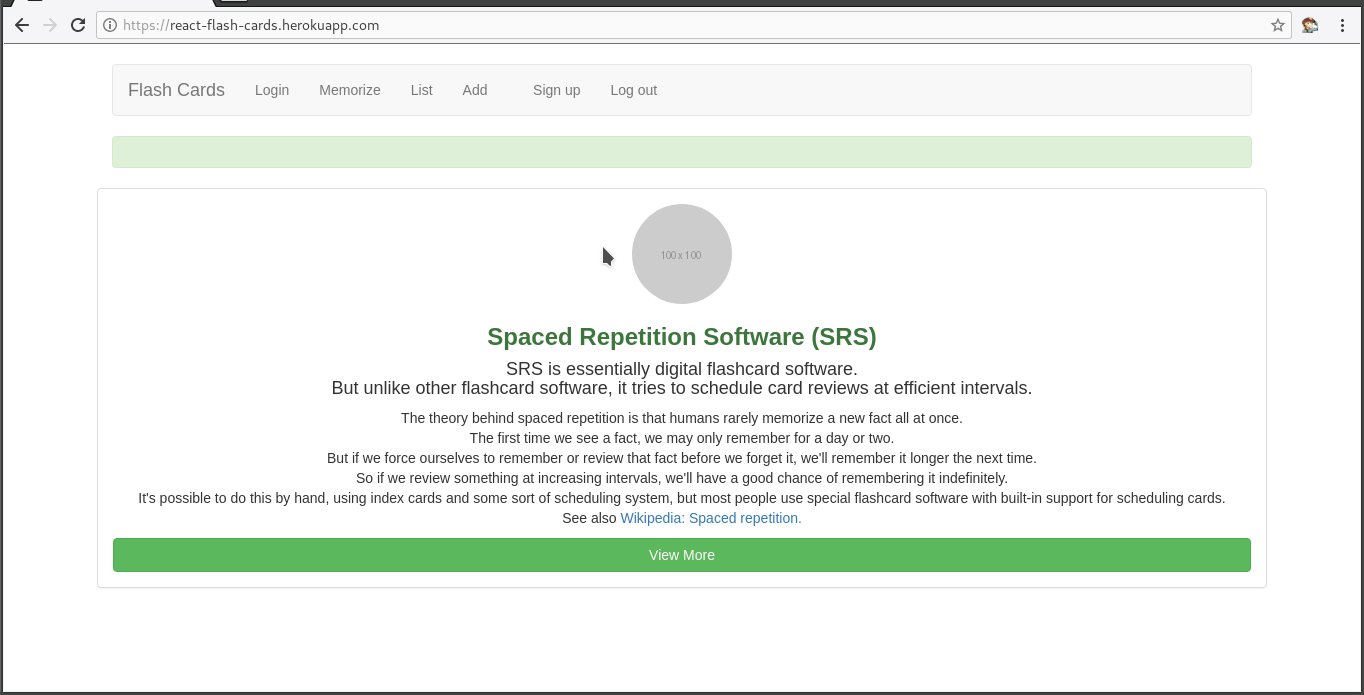 https://react-flash-cards.herokuapp.com
Flash Cards Login Memorize List Add Sign up Log out
100 x 100
Spaced Repetition Software (SRS)
SRS is essentially digital flashcard software.
But unlike other flashcard software, it tries to schedule card reviews at efficient intervals.
The theory behind spaced repetition is that humans rarely memorize a new fact all at once.
The first time we see a fact, we may only remember for a day or two.
But if we force ourselves to remember or review that fact before we forget it, we'll remember it longer the next time.
So if we review something at increasing intervals, we'll have a good chance of remembering it indefinitely.
It's possible to do this by hand, using index cards and some sort of scheduling system, but most people use special flashcard software with built-in support for scheduling cards.
See also Wikipedia: Spaced repetition.
View More